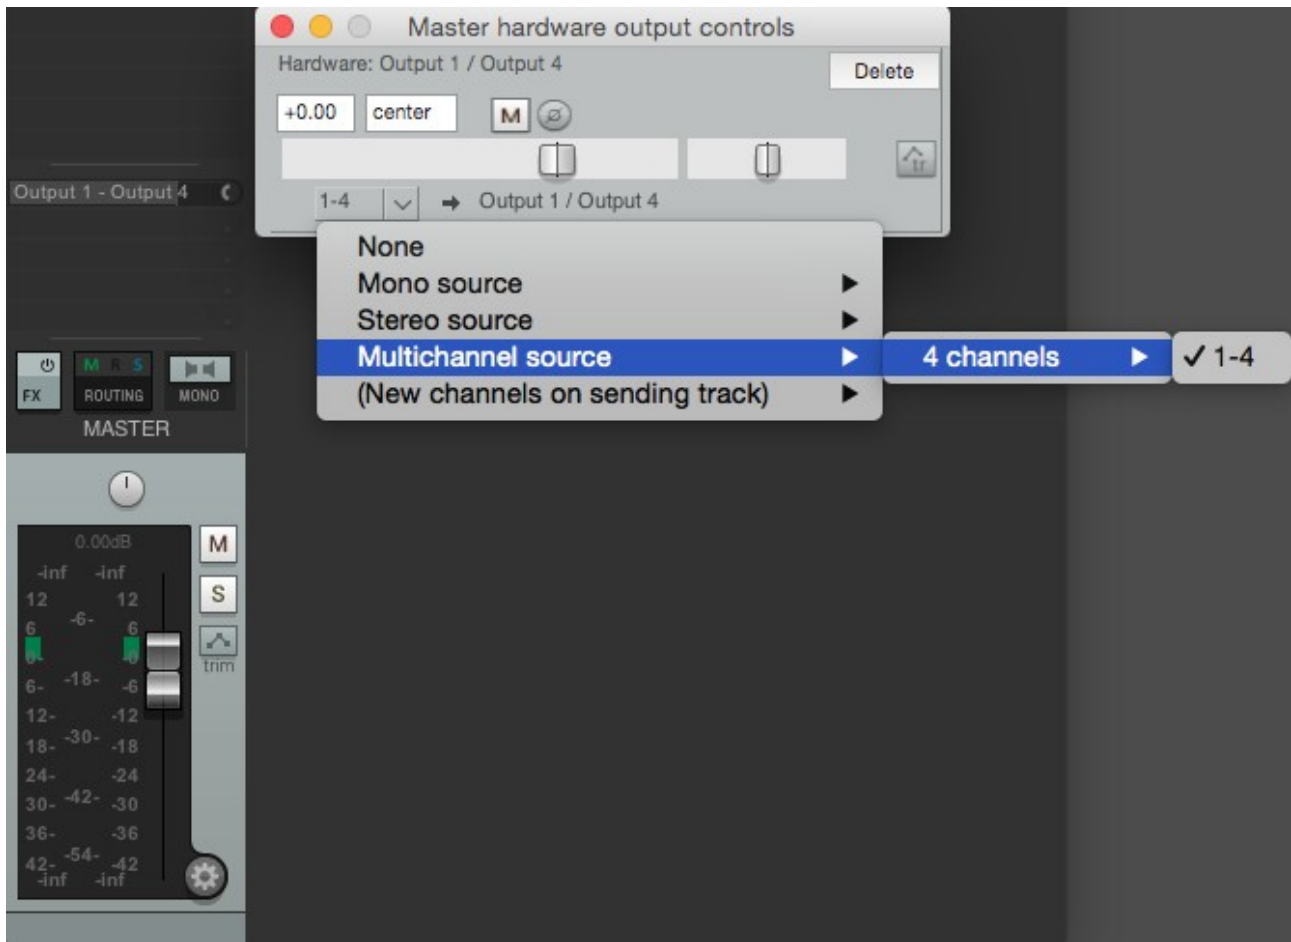 Master hardware output controls
Hardware: Output 1 / Output 4
Delete
+0.00 center M
tr
Output 1 - Output 4
1-4 Output 1 / Output 4
None
Mono source
Stereo source
Multichannel source 4 channels ✓ 1-4
(New channels on sending track)
M R S
FX ROUTING MONO
MASTER
0.00dB
M
-inf -inf
12 12
S
-6-
6 6
0- -0
trim
-18-
6- -6
12- -12
-30-
18- -18
24- -24
-42-
30- -30
36- -36
-54-
42- -42
-inf -inf